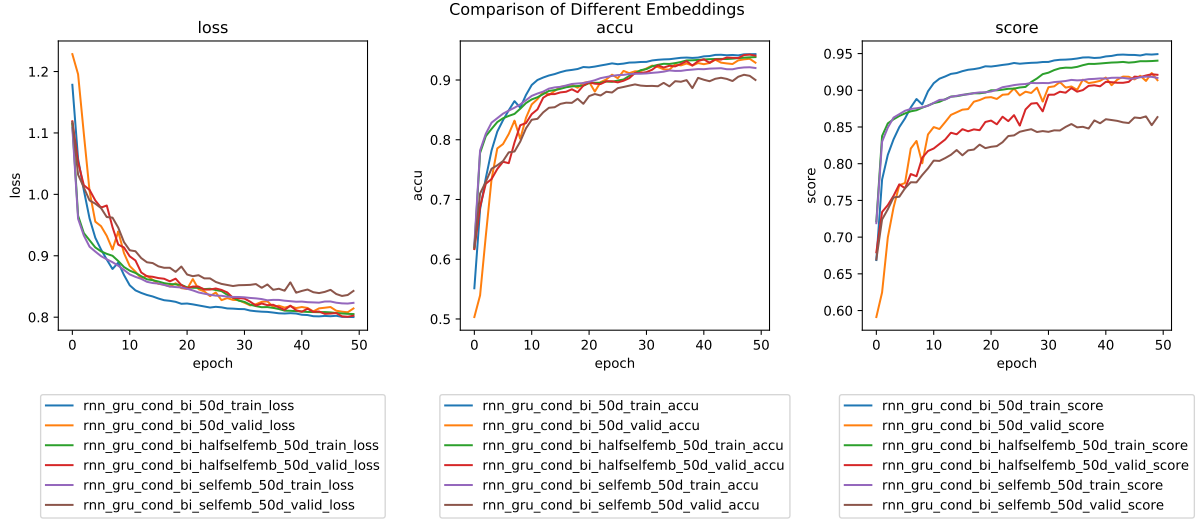 Comparison of Different Embeddings
loss
1.2
1.1
1.0
0.9
0.8
loss
0 10 20 30 40 50
epoch
rnn_gru_cond_bi_50d_train_loss
rnn_gru_cond_bi_50d_valid_loss
rnn_gru_cond_bi_halfselfemb_50d_train_loss
rnn_gru_cond_bi_halfselfemb_50d_valid_loss
rnn_gru_cond_bi_selfemb_50d_train_loss
rnn_gru_cond_bi_selfemb_50d_valid_loss
accu
0.9
0.8
0.7
0.6
0.5
accu
0 10 20 30 40 50
epoch
rnn_gru_cond_bi_50d_train_accu
rnn_gru_cond_bi_50d_valid_accu
rnn_gru_cond_bi_halfselfemb_50d_train_accu
rnn_gru_cond_bi_halfselfemb_50d_valid_accu
rnn_gru_cond_bi_selfemb_50d_train_accu
rnn_gru_cond_bi_selfemb_50d_valid_accu
score
0.95
0.90
0.85
0.80
0.75
0.70
0.65
0.60
score
0 10 20 30 40 50
epoch
rnn_gru_cond_bi_50d_train_score
rnn_gru_cond_bi_50d_valid_score
rnn_gru_cond_bi_halfselfemb_50d_train_score
rnn_gru_cond_bi_halfselfemb_50d_valid_score
rnn_gru_cond_bi_selfemb_50d_train_score
rnn_gru_cond_bi_selfemb_50d_valid_score